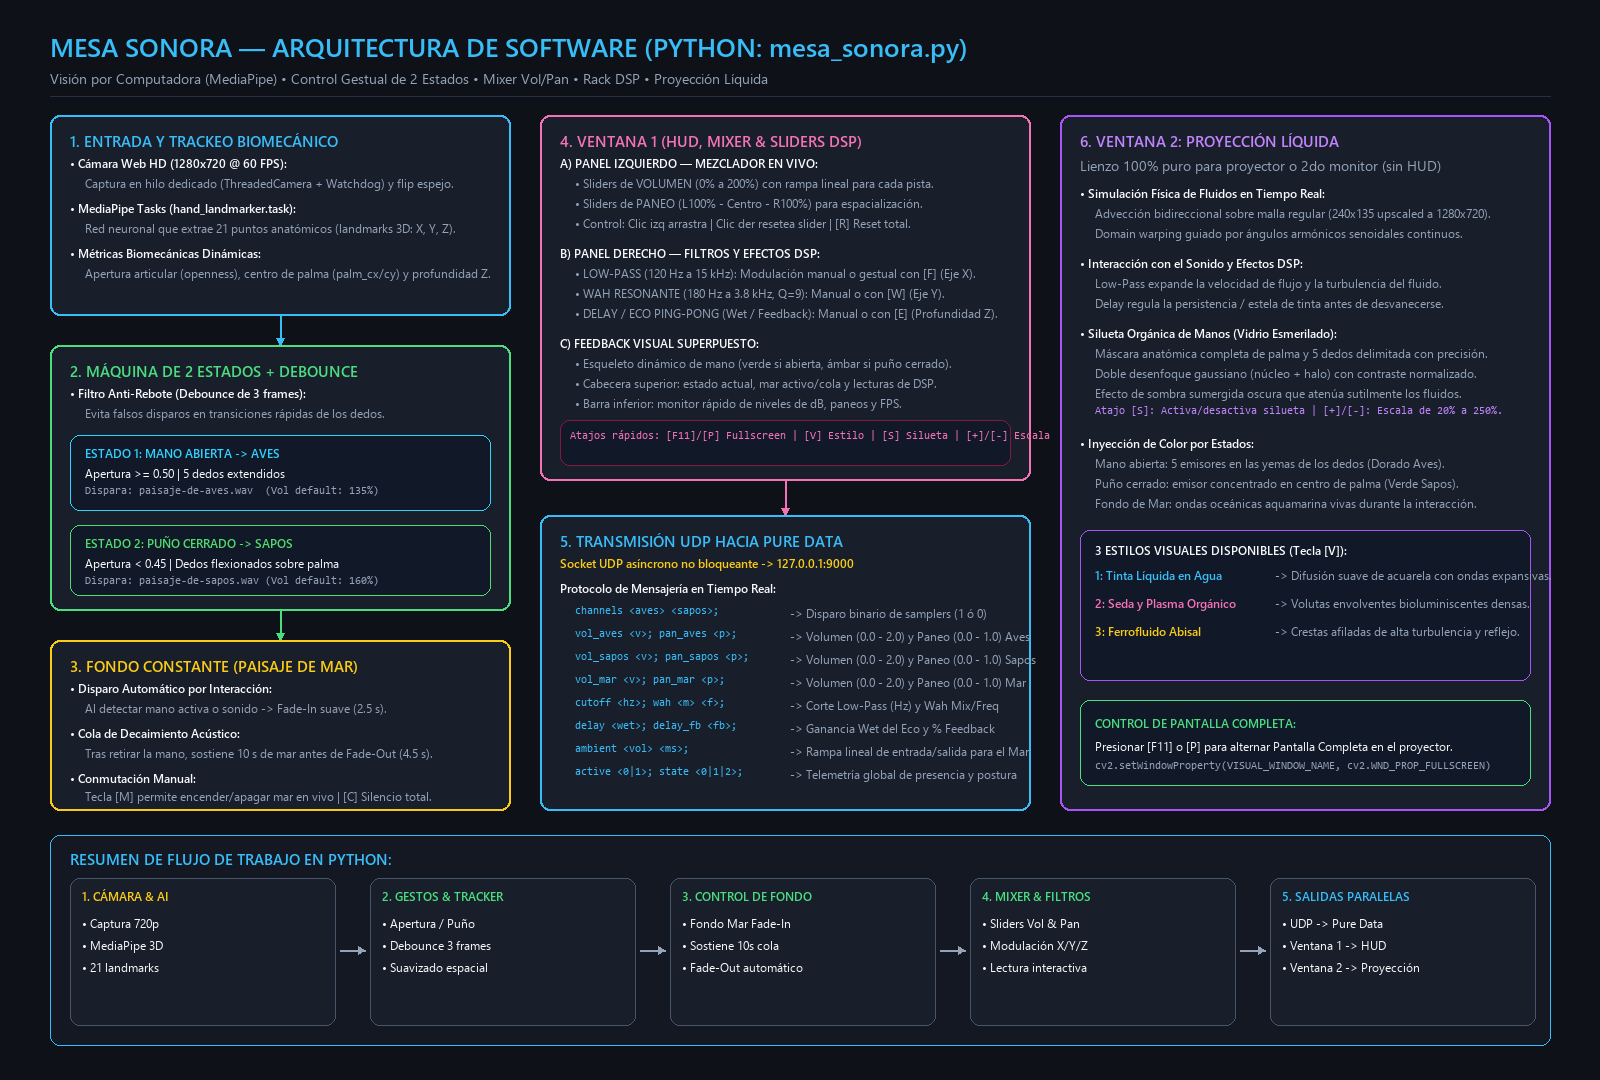 MESA SONORA — ARQUITECTURA DE SOFTWARE (PYTHON: mesa_sonora.py)
Visión por Computadora (MediaPipe) • Control Gestual de 2 Estados • Mixer Vol/Pan • Rack DSP • Proyección Líquida
1. ENTRADA Y TRACKEO BIOMECÁNICO
• Cámara Web HD (1280x720 @ 60 FPS):
Captura en hilo dedicado (ThreadedCamera + Watchdog) y flip espejo.
• MediaPipe Tasks (hand_landmarker.task):
Red neuronal que extrae 21 puntos anatómicos (landmarks 3D: X, Y, Z).
• Métricas Biomecánicas Dinámicas:
Apertura articular (openness), centro de palma (palm_cx/cy) y profundidad Z.
2. MÁQUINA DE 2 ESTADOS + DEBOUNCE
• Filtro Anti-Rebote (Debounce de 3 frames):
Evita falsos disparos en transiciones rápidas de los dedos.
ESTADO 1: MANO ABIERTA -> AVES
Apertura >= 0.50 | 5 dedos extendidos
Dispara: paisaje-de-aves.wav  (Vol default: 135%)
ESTADO 2: PUÑO CERRADO -> SAPOS
Apertura < 0.45 | Dedos flexionados sobre palma
Dispara: paisaje-de-sapos.wav (Vol default: 160%)
3. FONDO CONSTANTE (PAISAJE DE MAR)
• Disparo Automático por Interacción:
Al detectar mano activa o sonido -> Fade-In suave (2.5 s).
• Cola de Decaimiento Acústico:
Tras retirar la mano, sostiene 10 s de mar antes de Fade-Out (4.5 s).
• Conmutación Manual:
Tecla [M] permite encender/apagar mar en vivo | [C] Silencio total.
4. VENTANA 1 (HUD, MIXER & SLIDERS DSP)
A) PANEL IZQUIERDO — MEZCLADOR EN VIVO:
• Sliders de VOLUMEN (0% a 200%) con rampa lineal para cada pista.
• Sliders de PANEO (L100% - Centro - R100%) para espacialización.
• Control: Clic izq arrastra | Clic der resetea slider | [R] Reset total.
B) PANEL DERECHO — FILTROS Y EFECTOS DSP:
• LOW-PASS (120 Hz a 15 kHz): Modulación manual o gestual con [F] (Eje X).
• WAH RESONANTE (180 Hz a 3.8 kHz, Q=9): Manual o con [W] (Eje Y).
• DELAY / ECO PING-PONG (Wet / Feedback): Manual o con [E] (Profundidad Z).
C) FEEDBACK VISUAL SUPERPUESTO:
• Esqueleto dinámico de mano (verde si abierta, ámbar si puño cerrado).
• Cabecera superior: estado actual, mar activo/cola y lecturas de DSP.
• Barra inferior: monitor rápido de niveles de dB, paneos y FPS.
Atajos rápidos: [F11]/[P] Fullscreen | [V] Estilo | [S] Silueta | [+]/[-] Escala
5. TRANSMISIÓN UDP HACIA PURE DATA
Socket UDP asíncrono no bloqueante -> 127.0.0.1:9000
Protocolo de Mensajería en Tiempo Real:
channels <aves> <sapos>; -> Disparo binario de samplers (1 ó 0)
vol_aves <v>; pan_aves <p>; -> Volumen (0.0 - 2.0) y Paneo (0.0 - 1.0) Aves
vol_sapos <v>; pan_sapos <p>; -> Volumen (0.0 - 2.0) y Paneo (0.0 - 1.0) Sapos
vol_mar <v>; pan_mar <p>; -> Volumen (0.0 - 2.0) y Paneo (0.0 - 1.0) Mar
cutoff <hz>; wah <m> <f>; -> Corte Low-Pass (Hz) y Wah Mix/Freq
delay <wet>; delay_fb <fb>; -> Ganancia Wet del Eco y % Feedback
ambient <vol> <ms>; -> Rampa lineal de entrada/salida para el Mar
active <0|1>; state <0|1|2>; -> Telemetría global de presencia y postura
6. VENTANA 2: PROYECCIÓN LÍQUIDA
Lienzo 100% puro para proyector o 2do monitor (sin HUD)
• Simulación Física de Fluidos en Tiempo Real:
Advección bidireccional sobre malla regular (240x135 upscaled a 1280x720).
Domain warping guiado por ángulos armónicos senoidales continuos.
• Interacción con el Sonido y Efectos DSP:
Low-Pass expande la velocidad de flujo y la turbulencia del fluido.
Delay regula la persistencia / estela de tinta antes de desvanecerse.
• Silueta Orgánica de Manos (Vidrio Esmerilado):
Máscara anatómica completa de palma y 5 dedos delimitada con precisión.
Doble desenfoque gaussiano (núcleo + halo) con contraste normalizado.
Efecto de sombra sumergida oscura que atenúa sutilmente los fluidos.
Atajo [S]: Activa/desactiva silueta | [+]/[-]: Escala de 20% a 250%.
• Inyección de Color por Estados:
Mano abierta: 5 emisores en las yemas de los dedos (Dorado Aves).
Puño cerrado: emisor concentrado en centro de palma (Verde Sapos).
Fondo de Mar: ondas oceánicas aquamarina vivas durante la interacción.
3 ESTILOS VISUALES DISPONIBLES (Tecla [V]):
1: Tinta Líquida en Agua -> Difusión suave de acuarela con ondas expansivas.
2: Seda y Plasma Orgánico -> Volutas envolventes bioluminiscentes densas.
3: Ferrofluido Abisal -> Crestas afiladas de alta turbulencia y reflejo.
CONTROL DE PANTALLA COMPLETA:
Presionar [F11] o [P] para alternar Pantalla Completa en el proyector.
cv2.setWindowProperty(VISUAL_WINDOW_NAME, cv2.WND_PROP_FULLSCREEN)
RESUMEN DE FLUJO DE TRABAJO EN PYTHON:
1. CÁMARA & AI
• Captura 720p
• MediaPipe 3D
• 21 landmarks
2. GESTOS & TRACKER
• Apertura / Puño
• Debounce 3 frames
• Suavizado espacial
3. CONTROL DE FONDO
• Fondo Mar Fade-In
• Sostiene 10s cola
• Fade-Out automático
4. MIXER & FILTROS
• Sliders Vol & Pan
• Modulación X/Y/Z
• Lectura interactiva
5. SALIDAS PARALELAS
• UDP -> Pure Data
• Ventana 1 -> HUD
• Ventana 2 -> Proyección